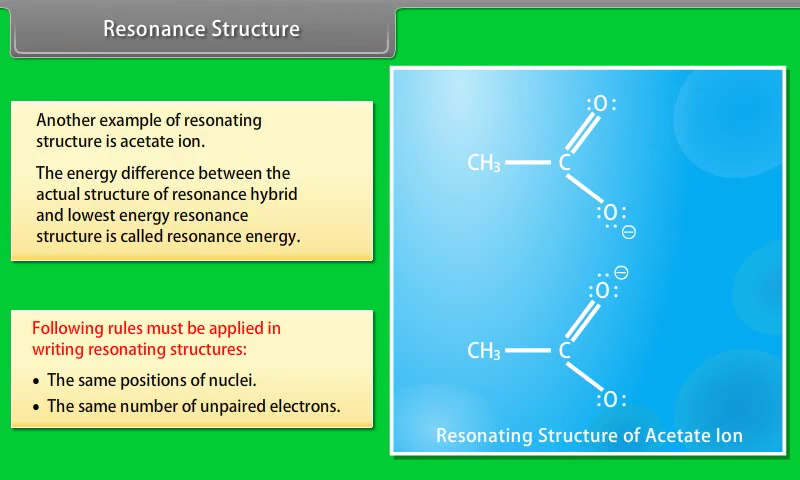 Resonance Structure
Another example of resonating
structure is acetate ion.
The energy difference between the
actual structure of resonance hybrid
and lowest energy resonance
structure is called resonance energy.
Following rules must be applied in
writing resonating structures:
• The same positions of nuclei.
• The same number of unpaired electrons.
:O:
CH₃ C
:O:
⊖
⊖
:O:
CH₃ C
:O:
Resonating Structure of Acetate Ion